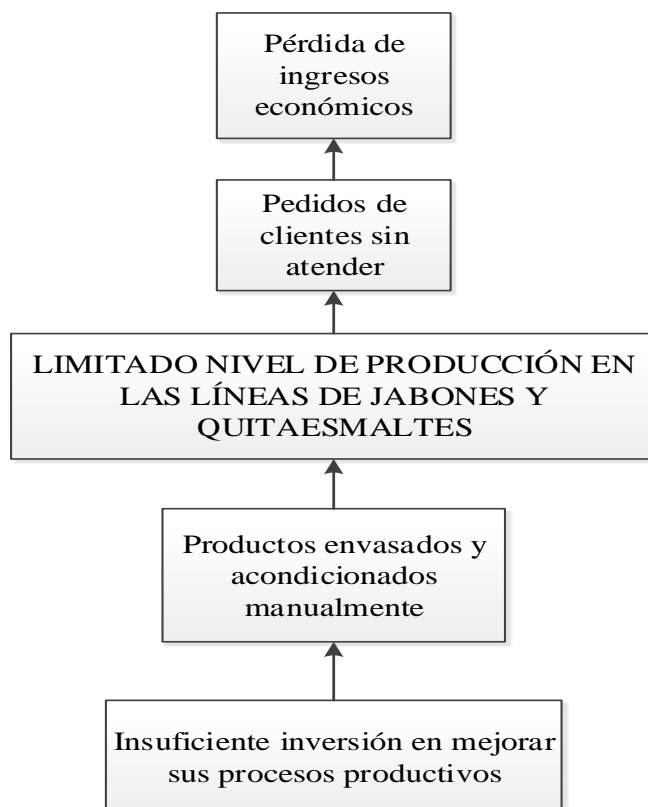 Pérdida de
ingresos
económicos
Pedidos de
clientes sin
atender
LIMITADO NIVEL DE PRODUCCIÓN EN
LAS LÍNEAS DE JABONES Y
QUITAESMALTES
Productos envasados y
acondicionados
manualmente
Insuficiente inversión en mejorar
sus procesos productivos